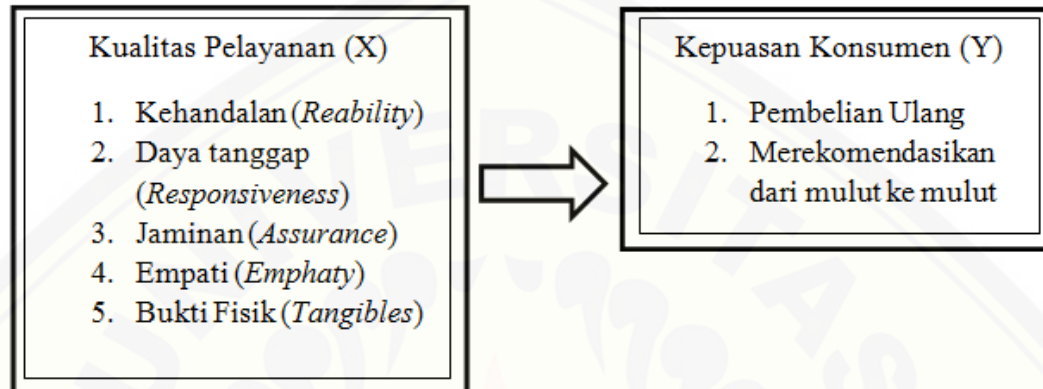 Kualitas Pelayanan (X)
1. Kehandalan (Reability)
2. Daya tanggap
(Responsiveness)
3. Jaminan (Assurance)
4. Empati (Emphaty)
5. Bukti Fisik (Tangibles)
Kepuasan Konsumen (Y)
1. Pembelian Ulang
2. Merekomendasikan
dari mulut ke mulut